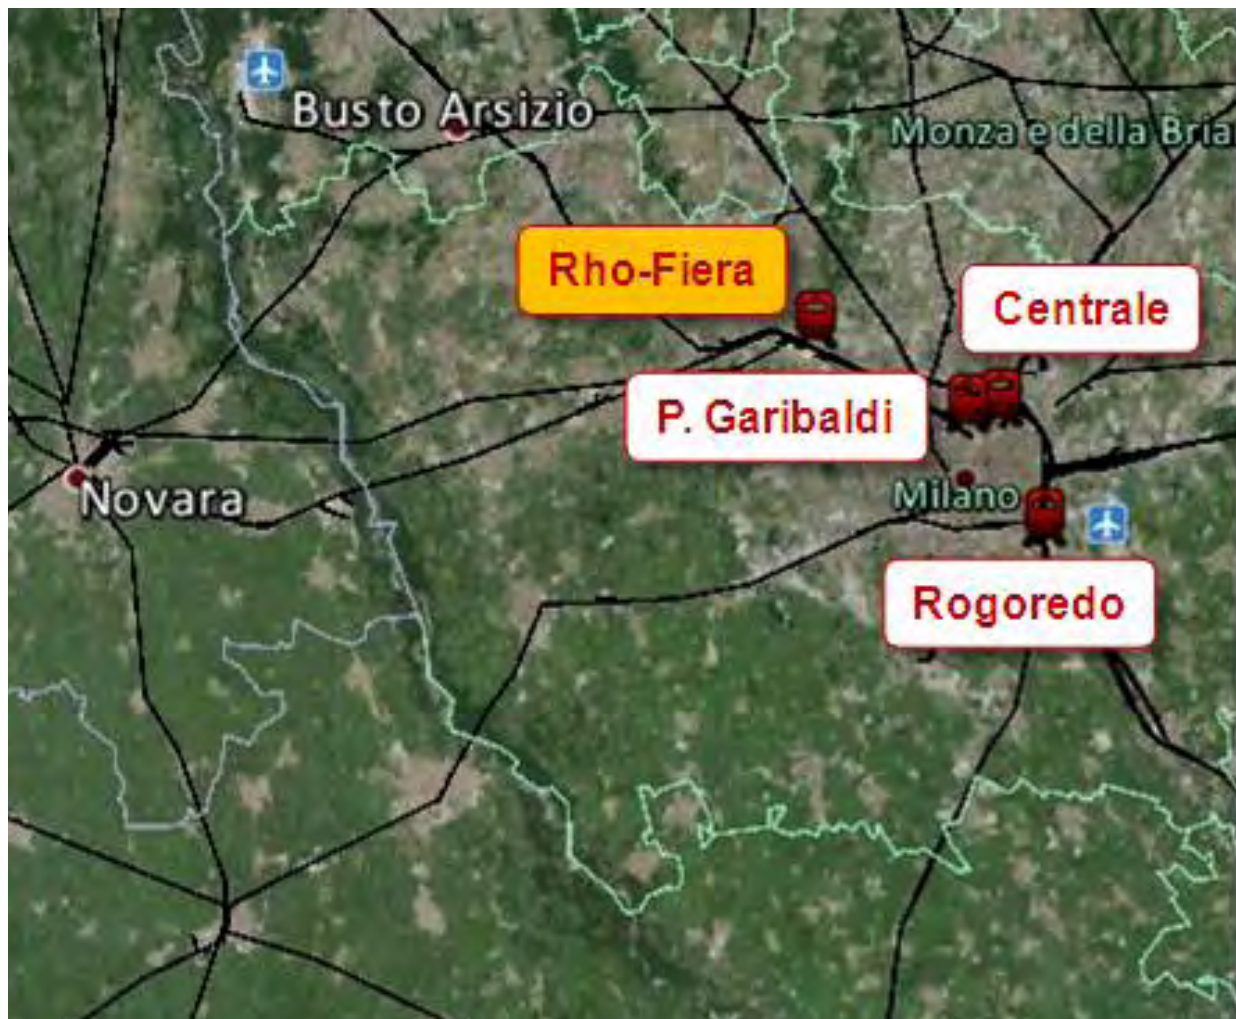 Busto Arsizio
Monza e della Bria
Rho-Fiera
Centrale
P. Garibaldi
Novara
Milano
Rogoredo